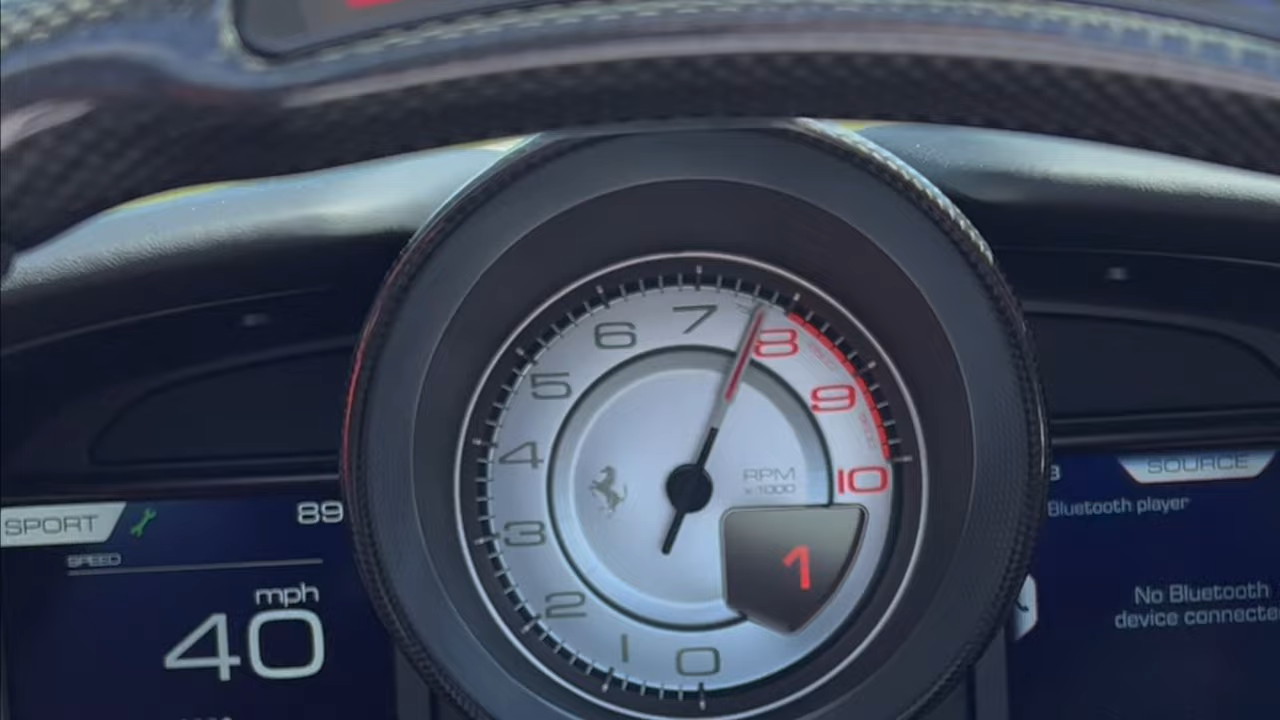 SPORT
89
SPEED
mph
40
7
6
8
5
9
4
10
RPM
x 1000
3
1
2
1
0
SOURCE
Bluetooth player
No Bluetooth
device connecte